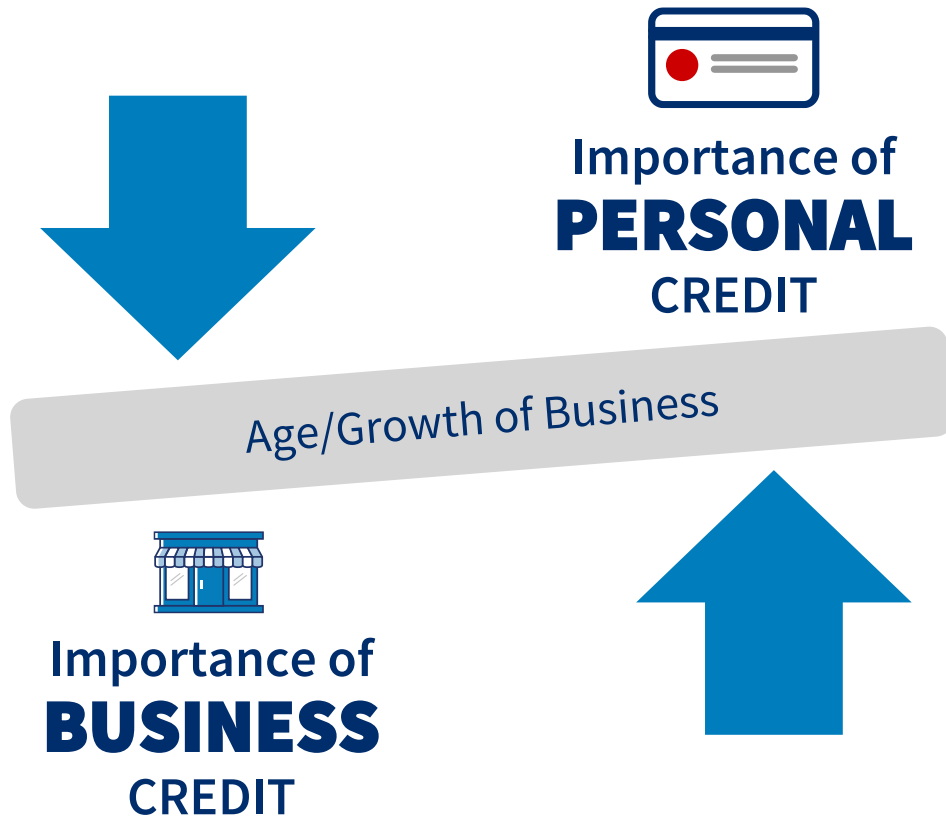 Importance of
PERSONAL
CREDIT
Age/Growth of Business
Importance of
BUSINESS
CREDIT